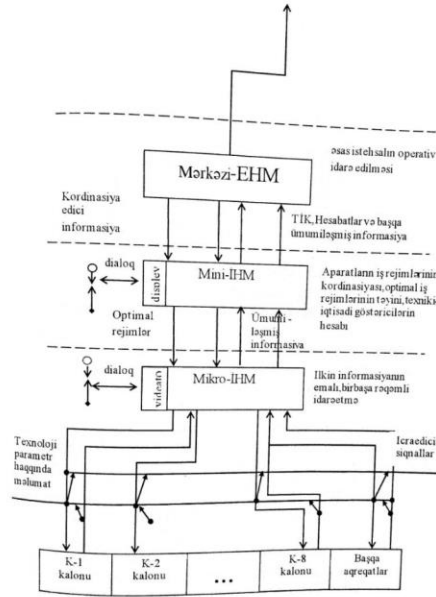 əsas istehsalın operativ
idarə edilməsi
Mərkəzi-EHM
Kordinasiya
edici
informasiya
TİK,Hesabatlar və başqa
ümumiləşmiş informasiya
dialoq
displey
Mini-İHM
Aparatların iş rejimlərinin
kordinasiyası,optimal iş
rejimlərinin təyini,texniki
iqtisadi göstəricilərin
hesabı
Optimal
rejimlər
Ümumi -
ləşmiş
informasiya
dialoq
videato
Mikro-İHM
İlkin informasiyanın
emalı,birbaşa rəqəmli
idarəetmə
Texnoloji
parametr
haqqında
məlumat
İcraedici
siqnallar
K-1
kalonu
K-2
kalonu
...
K-8
kalonu
Başqa
aqreqatlar